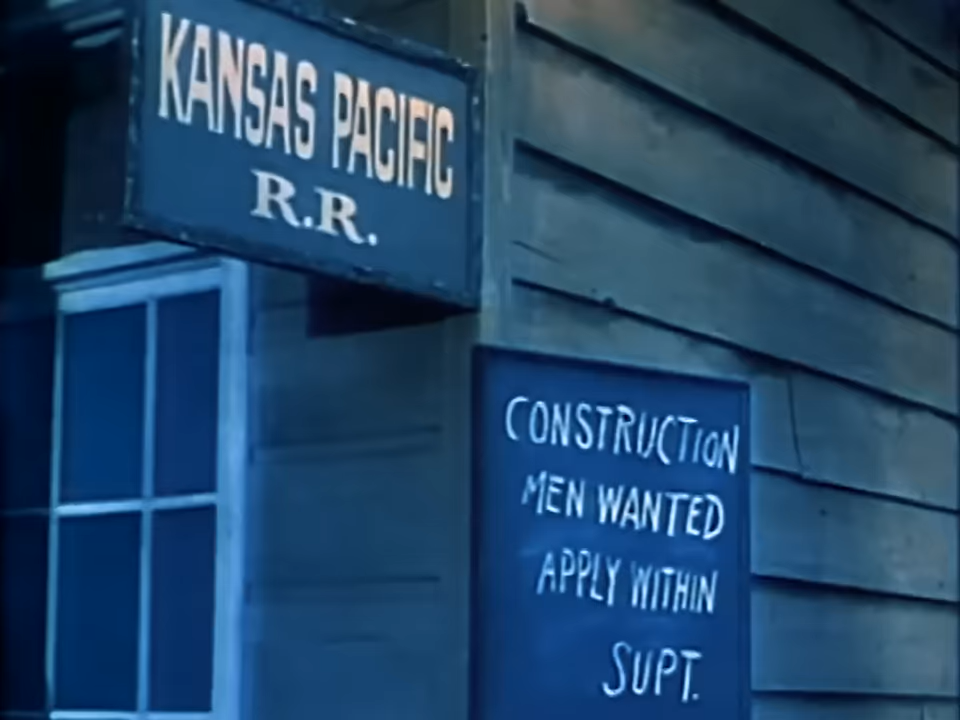 KANSAS PACIFIC
R.R.
CONSTRUCTION
MEN WANTED
APPLY WITHIN
SUPT.